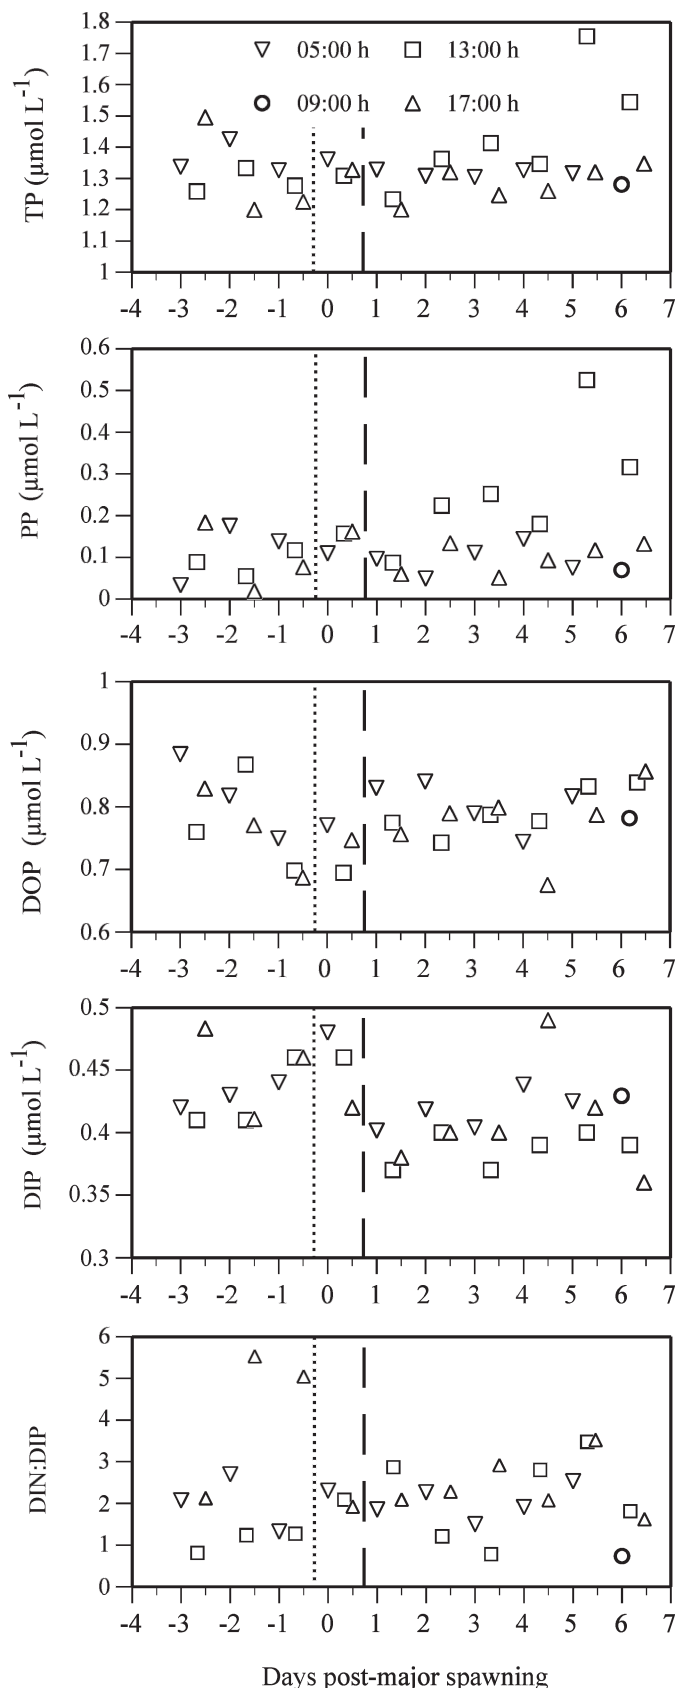 TP (µmol L-1)
1.8
1.7
1.6
1.5
1.4
1.3
1.2
1.1
1
05:00 h 13:00 h
09:00 h 17:00 h
-4 -3 -2 -1 0 1 2 3 4 5 6 7
PP (µmol L-1)
0.6
0.5
0.4
0.3
0.2
0.1
0
-4 -3 -2 -1 0 1 2 3 4 5 6 7
DOP (µmol L-1)
1
0.9
0.8
0.7
0.6
-4 -3 -2 -1 0 1 2 3 4 5 6 7
DIP (µmol L-1)
0.5
0.45
0.4
0.35
0.3
-4 -3 -2 -1 0 1 2 3 4 5 6 7
DIN:DIP
6
5
4
3
2
1
0
-4 -3 -2 -1 0 1 2 3 4 5 6 7
Days post-major spawning